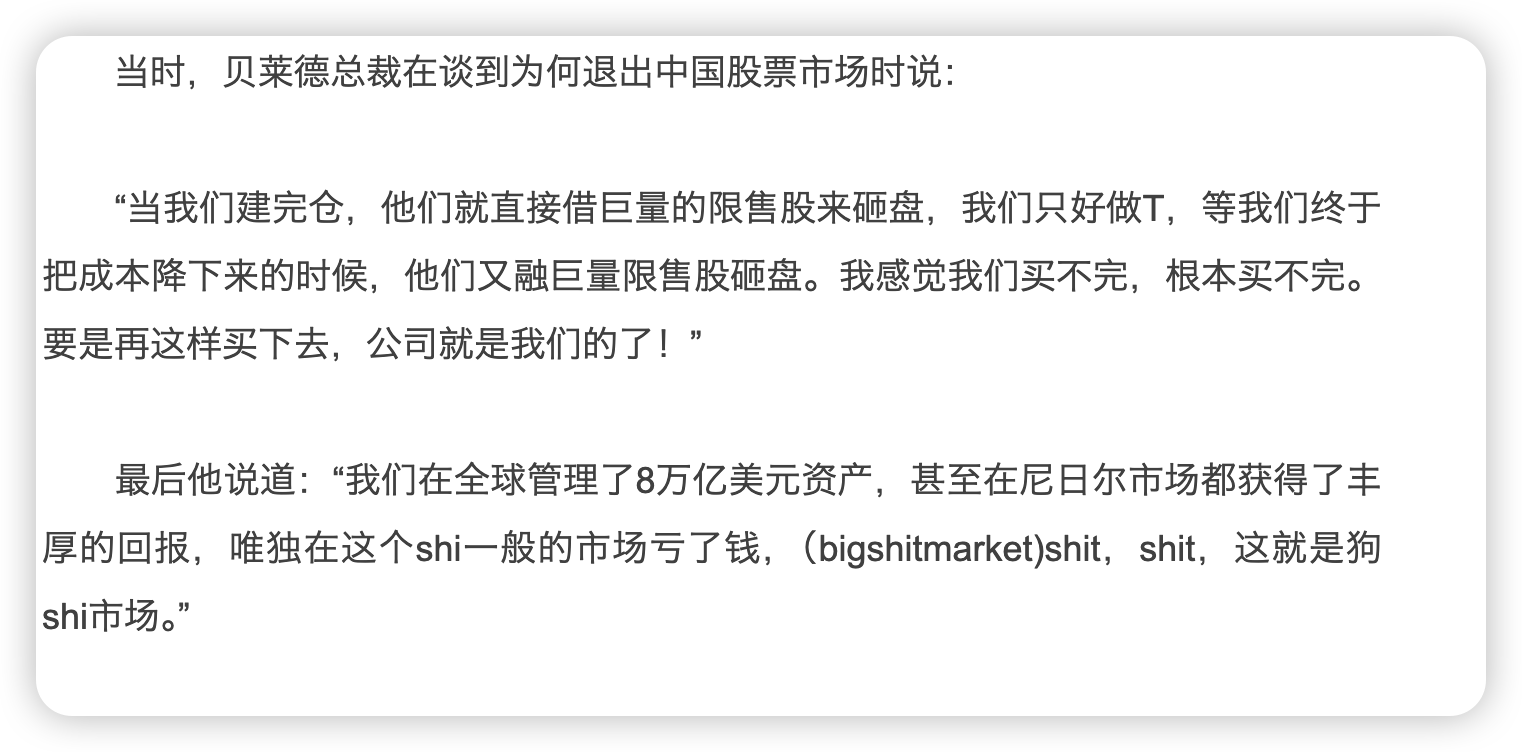 当时，贝莱德总裁在谈到为何退出中国股票市场时说：
“当我们建完仓，他们就直接借巨量的限售股来砸盘，我们只好做T，等我们终于
把成本降下来的时候，他们又融巨量限售股砸盘。我感觉我们买不完，根本买不完。
要是再这样买下去，公司就是我们的了！”
最后他说道：“我们在全球管理了8万亿美元资产，甚至在尼日尔市场都获得了丰
厚的回报，唯独在这个shi一般的市场亏了钱，（bigshitmarket)shit，shit，这就是狗
shi市场。”